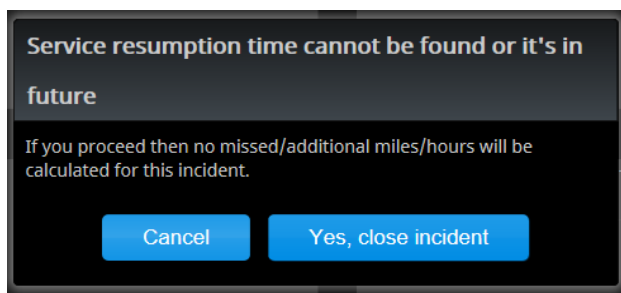 Service resumption time cannot be found or it's in
future
If you proceed then no missed/additional miles/hours will be
calculated for this incident.
Cancel
Yes, close incident